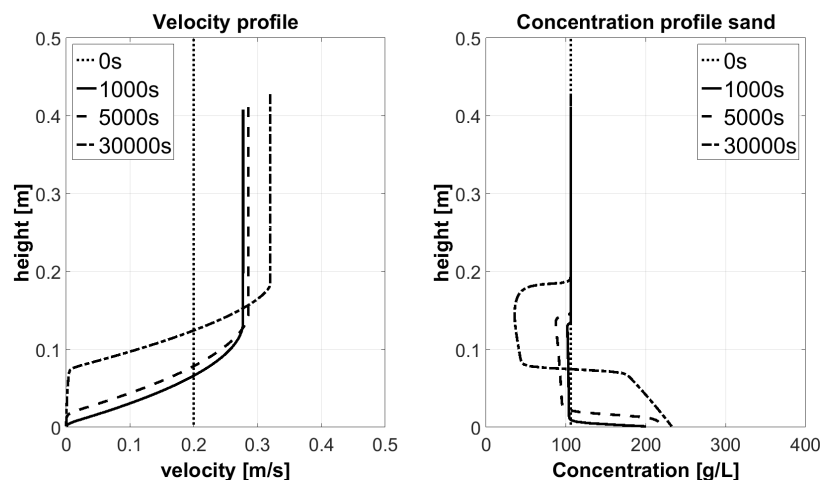 Velocity profile
0.5
0.4
0.3
0.2
0.1
0
height [m]
0s
1000s
5000s
30000s
0 0.1 0.2 0.3 0.4 0.5
velocity [m/s]
Concentration profile sand
0.5
0.4
0.3
0.2
0.1
0
height [m]
0s
1000s
5000s
30000s
0 100 200 300 400
Concentration [g/L]